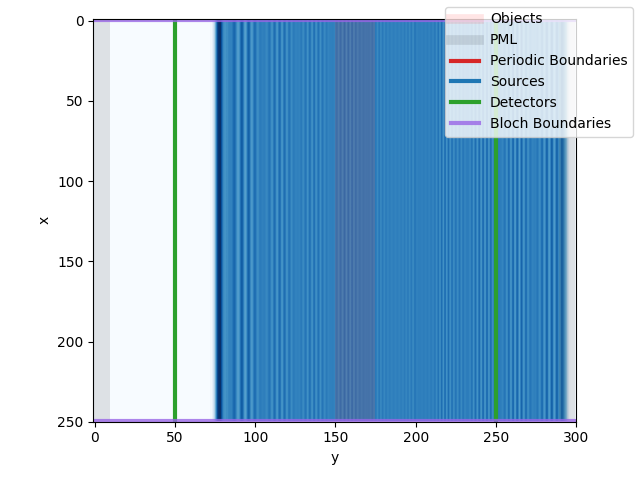 Objects
PML
Periodic Boundaries
Sources
Detectors
Bloch Boundaries
0
50
100
150
200
250
x
0 50 100 150 200 250 300
y